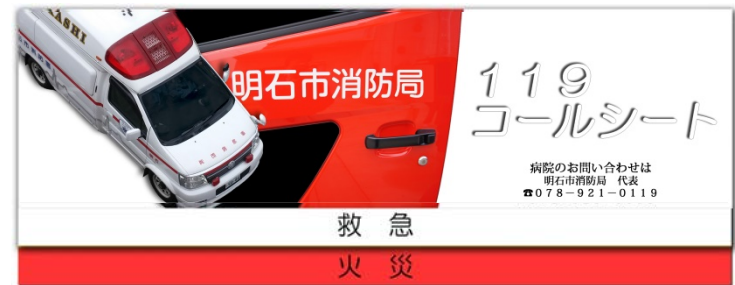 KASHI
明石市消防局
119
コールシート
病院のお問い合わせは
明石市消防局 代表
☎078-921-0119
救 急
火 災